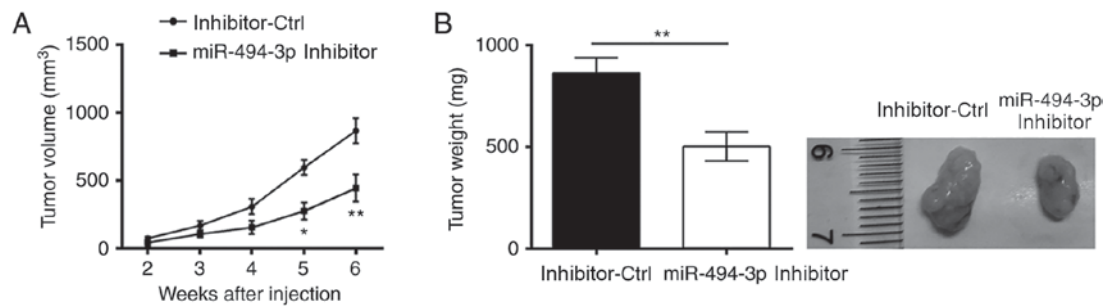 A
Inhibitor-Ctrl
miR-494-3p Inhibitor
Tumor volume (mm³)
1500
1000
500
0
2 3 4 5 6
Weeks after injection
*
**
B
Tumor weight (mg)
1000
500
0
**
Inhibitor-Ctrl miR-494-3p Inhibitor
Inhibitor-Ctrl
miR-494-3p
Inhibitor
6
7